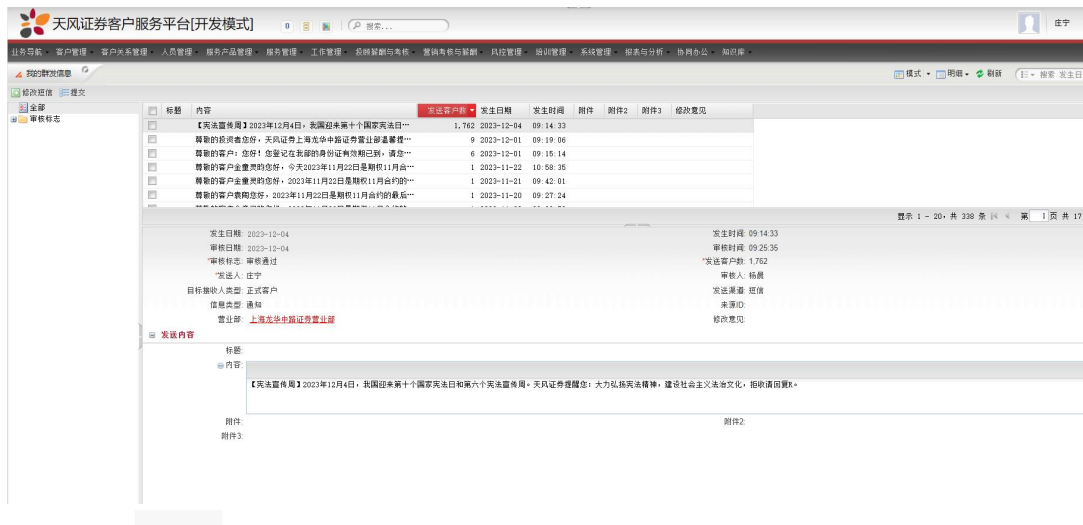 天风证券客户服务平台[开发模式]
0
搜索...
庄宁
业务导航 客户管理 客户关系管理 人员管理 服务产品管理 服务管理 工作管理 投顾薪酬与考核 营销考核与薪酬 风控管理 培训管理 系统管理 报表与分析 协同办公 知识库
我的群发信息
模式 明细 刷新 搜索 发生日
修改短信 提交
全部
审核标志
标题 内容 发送客户数 发生日期 发生时间 附件 附件2 附件3 修改意见
【宪法宣传周】2023年12月4日，我国迎来第十个国家宪法日… 1,762 2023-12-04 09:14:33
尊敬的投资者您好，天风证券上海龙华中路证券营业部温馨提… 9 2023-12-01 09:19:06
尊敬的客户：您好！您登记在我部的身份证有效期已到，请您… 6 2023-12-01 09:15:14
尊敬的客户金童灵昀您好，今天2023年11月22日是期权11月合… 1 2023-11-22 10:58:35
尊敬的客户金童灵昀您好，2023年11月22日是期权11月合约的… 1 2023-11-21 09:42:01
尊敬的客户袁陶您好，2023年11月22日是期权11月合约的最后… 1 2023-11-20 09:27:24
显示 1 - 20，共 338 条 第 1 页 共 17
发生日期: 2023-12-04 发生时间: 09:14:33
审核日期: 2023-12-04 审核时间: 09:25:35
*审核标志: 审核通过 *发送客户数: 1,762
*发送人: 庄宁 审核人: 杨晨
目标接收人类型: 正式客户 发送渠道: 短信
信息类型: 通知 来源ID:
营业部: 上海龙华中路证券营业部 修改意见:
发送内容
标题:
内容:
【宪法宣传周】2023年12月4日，我国迎来第十个国家宪法日和第六个宪法宣传周。天风证券提醒您：大力弘扬宪法精神，建设社会主义法治文化，拒收请回复R。
附件: 附件2:
附件3: